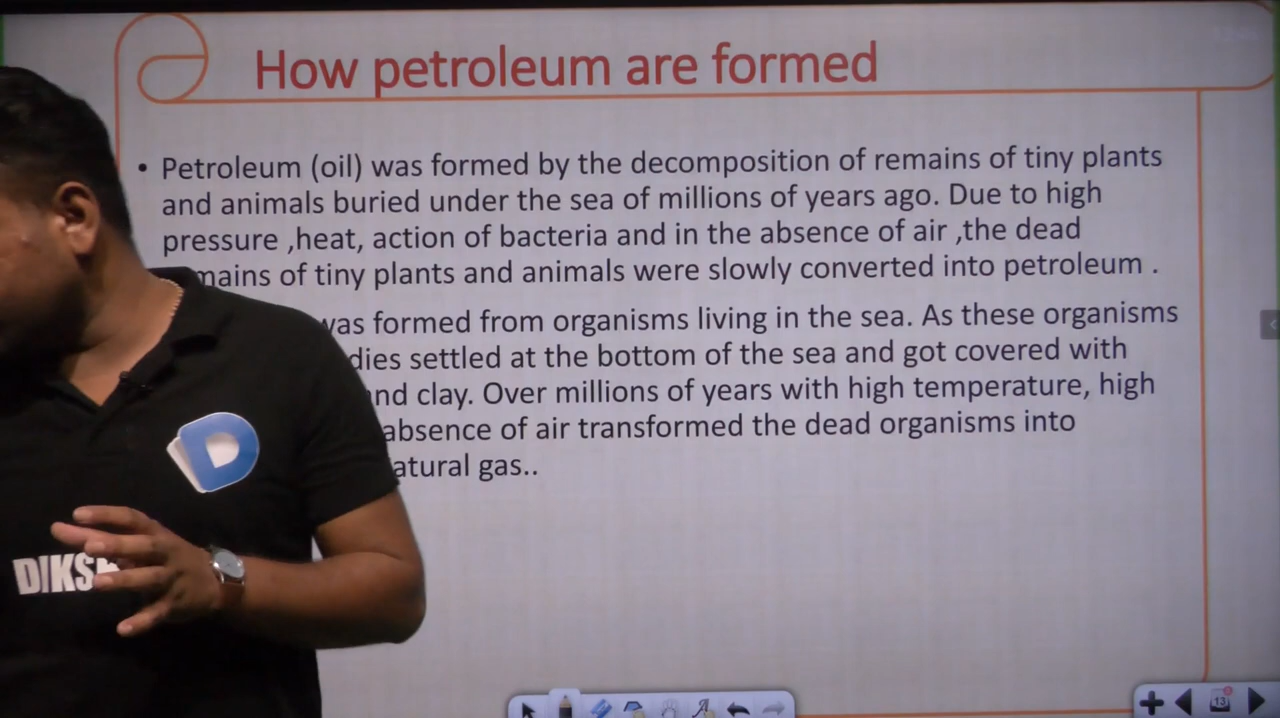 How petroleum are formed
• Petroleum (oil) was formed by the decomposition of remains of tiny plants
and animals buried under the sea of millions of years ago. Due to high
pressure ,heat, action of bacteria and in the absence of air ,the dead
mains of tiny plants and animals were slowly converted into petroleum .
was formed from organisms living in the sea. As these organisms
dies settled at the bottom of the sea and got covered with
nd clay. Over millions of years with high temperature, high
absence of air transformed the dead organisms into
atural gas..
D
DIKS
13